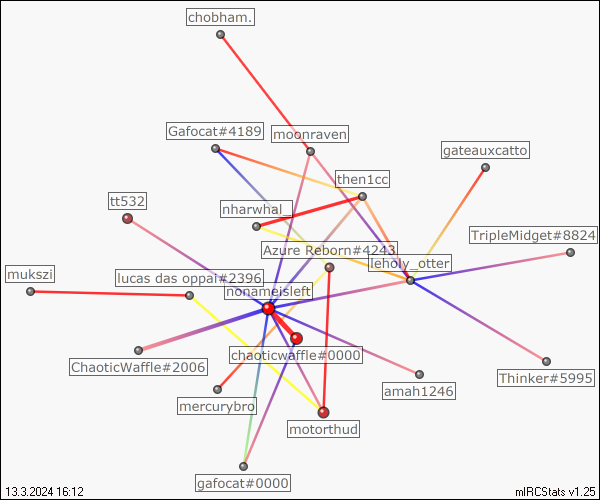 chobham.
Gafocat#4189
moonraven
gateauxcatto
then1cc
tt532
nharwhal_
TripleMidget#8824
Azure Reborn#4243
leholy_otter
mukszi
lucas das oppai#2396
nonameisleft
chaoticwaffle#0000
ChaoticWaffle#2006
Thinker#5995
amah1246
mercurybro
motorthud
gafocat#0000
13.3.2024 16:12
mIRCStats v1.25